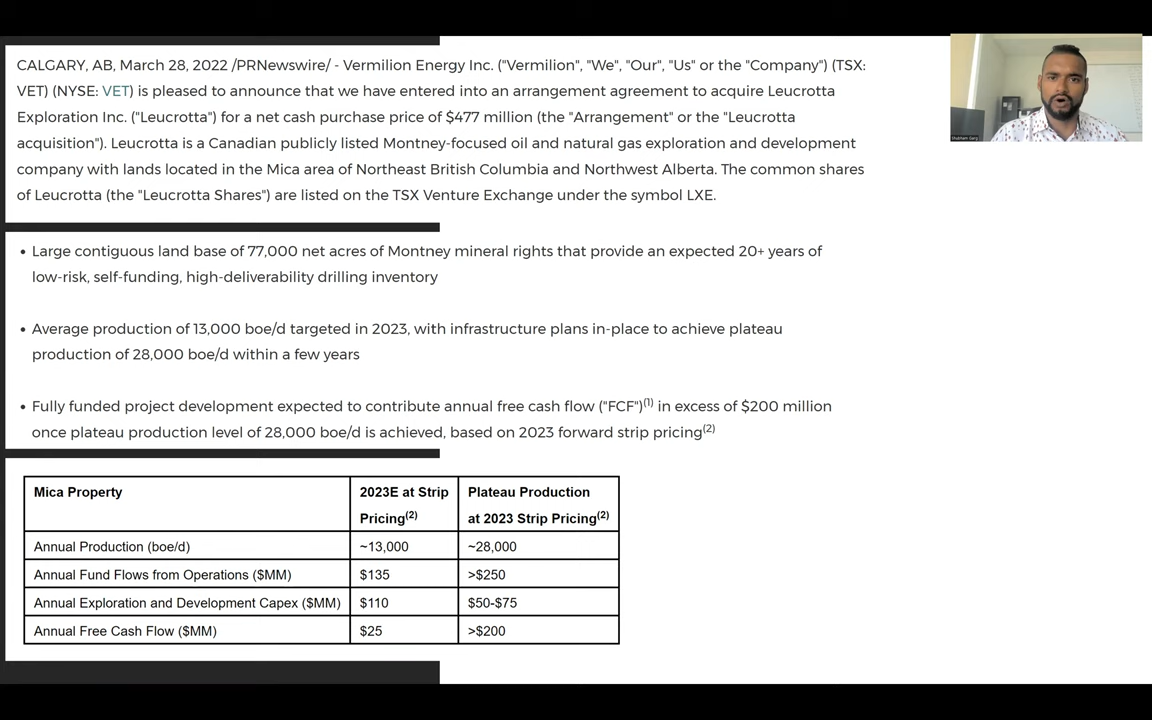 CALGARY, AB, March 28, 2022 /PRNewswire/ - Vermilion Energy Inc. ("Vermilion", "We", "Our", "Us" or the "Company") (TSX:
VET) (NYSE: VET) is pleased to announce that we have entered into an arrangement agreement to acquire Leucrotta
Exploration Inc. ("Leucrotta") for a net cash purchase price of $477 million (the "Arrangement" or the "Leucrotta
acquisition"). Leucrotta is a Canadian publicly listed Montney-focused oil and natural gas exploration and development
company with lands located in the Mica area of Northeast British Columbia and Northwest Alberta. The common shares
of Leucrotta (the "Leucrotta Shares") are listed on the TSX Venture Exchange under the symbol LXE.
• Large contiguous land base of 77,000 net acres of Montney mineral rights that provide an expected 20+ years of
low-risk, self-funding, high-deliverability drilling inventory
• Average production of 13,000 boe/d targeted in 2023, with infrastructure plans in-place to achieve plateau
production of 28,000 boe/d within a few years
• Fully funded project development expected to contribute annual free cash flow ("FCF")(1) in excess of $200 million
once plateau production level of 28,000 boe/d is achieved, based on 2023 forward strip pricing(2)
Mica Property 2023E at Strip Pricing(2) Plateau Production at 2023 Strip Pricing(2)
Annual Production (boe/d) ~13,000 ~28,000
Annual Fund Flows from Operations ($MM) $135 >$250
Annual Exploration and Development Capex ($MM) $110 $50-$75
Annual Free Cash Flow ($MM) $25 >$200